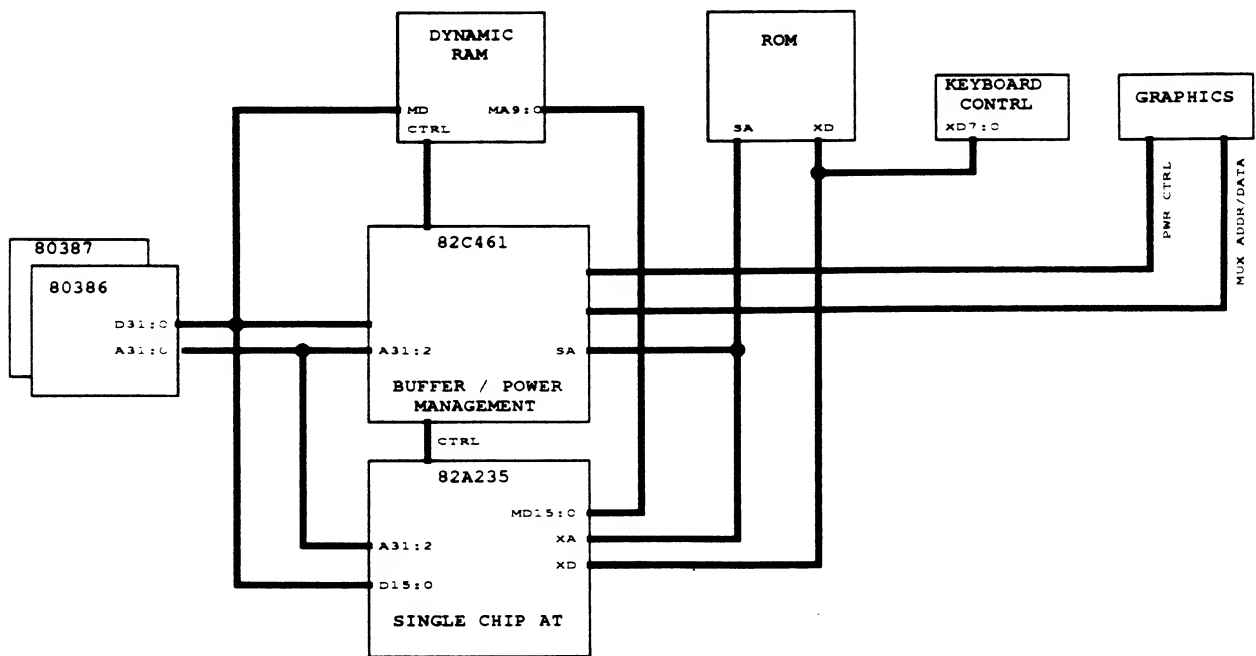 DYNAMIC
RAM
MD
MA9:0
CTRL
ROM
SA
XD
KEYBOARD
CONTRL
XD7:0
GRAPHICS
PWR CTRL
MUX ADDR/DATA
80387
80386
D31:0
A31:0
82C461
A31:2
SA
BUFFER / POWER
MANAGEMENT
CTRL
82A235
MD15:0
XA
A31:2
XD
D15:0
SINGLE CHIP AT